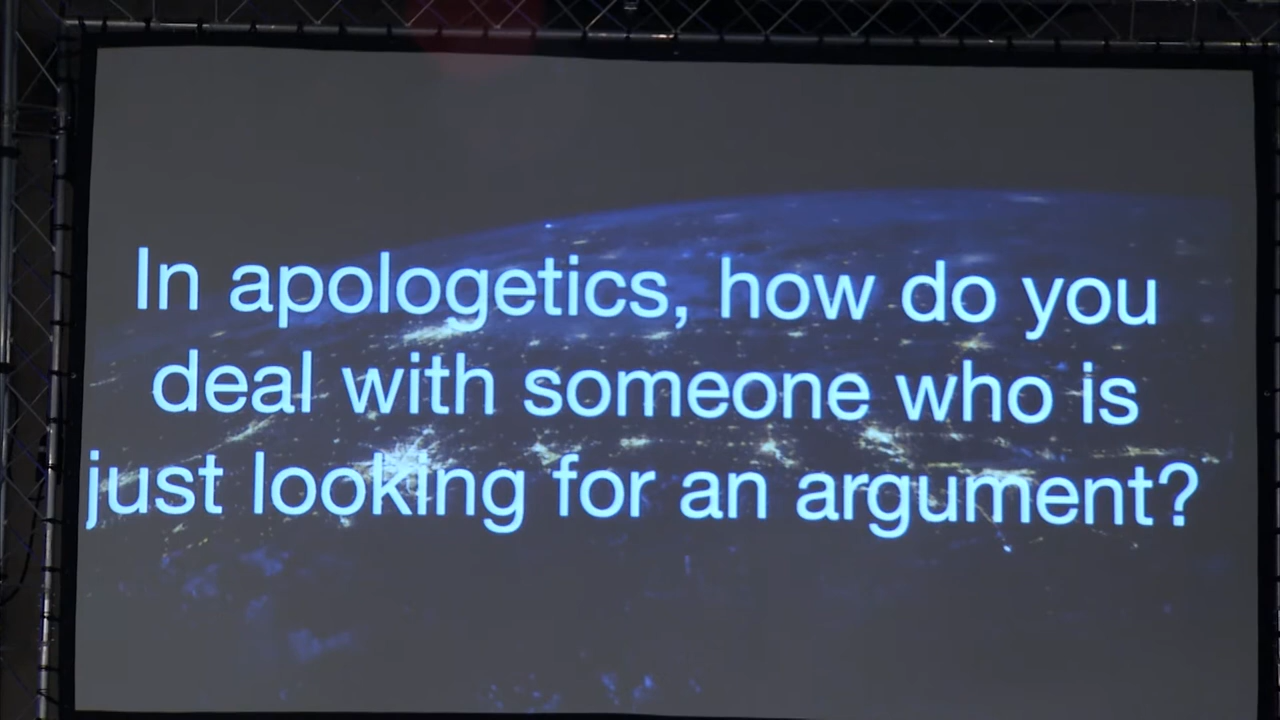 In apologetics, how do you
deal with someone who is
just looking for an argument?